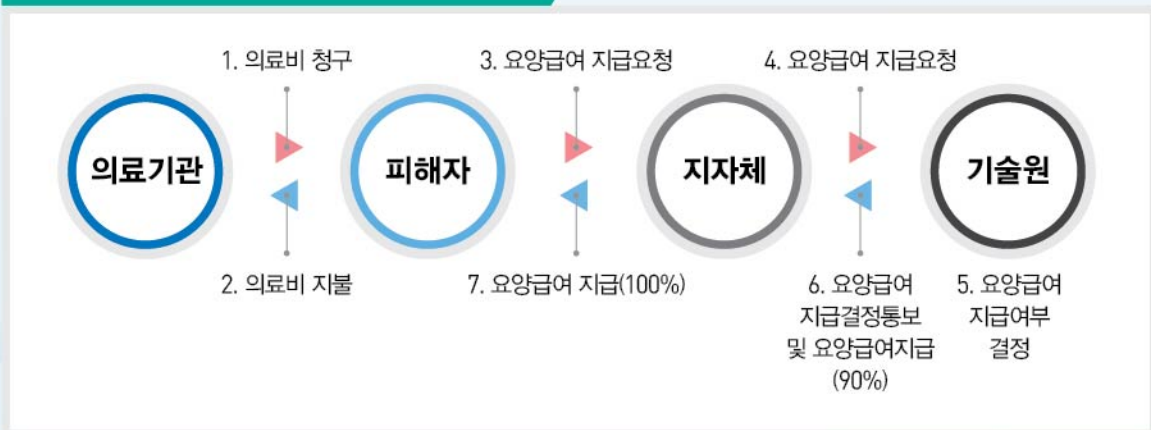 1. 의료비 청구
3. 요양급여 지급요청
4. 요양급여 지급요청
의료기관
피해자
지자체
기술원
2. 의료비 지불
7. 요양급여 지급(100%)
6. 요양급여
지급결정통보
및 요양급여지급
(90%)
5. 요양급여
지급여부
결정